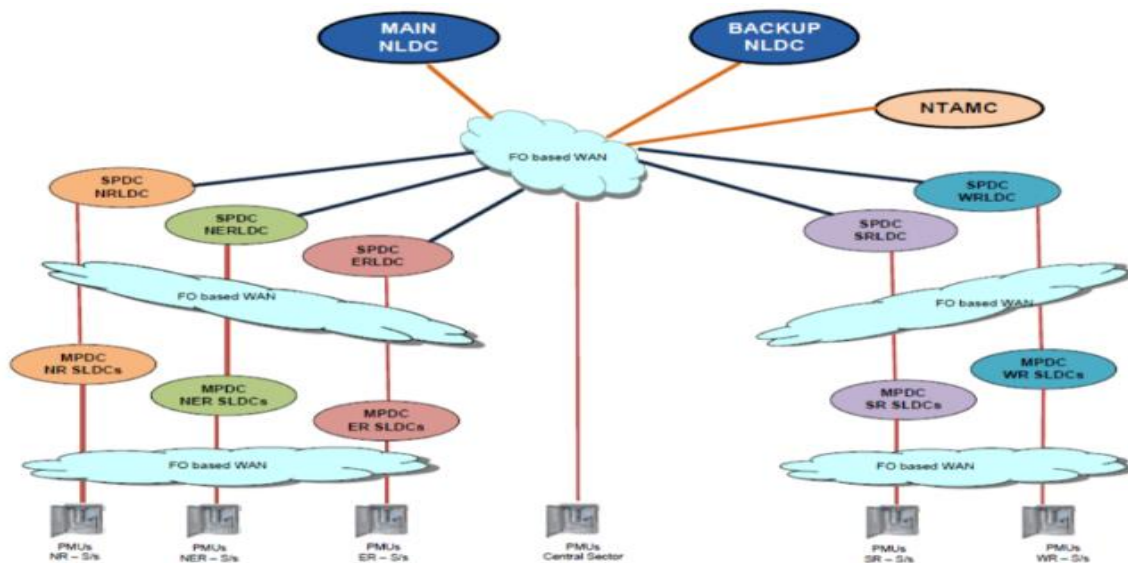 MAIN
NLDC
BACKUP
NLDC
NTAMC
FO based WAN
SPDC
NRLDC
SPDC
WRLDC
SPDC
NERLDC
SPDC
SRLDC
SPDC
ERLDC
FO based WAN
FO based WAN
MPDC
NR SLDCs
MPDC
WR SLDCs
MPDC
NER SLDCs
MPDC
SR SLDCs
MPDC
ER SLDCs
FO based WAN
FO based WAN
PMUs
NR – S/s
PMUs
NER – S/s
PMUs
ER – S/s
PMUs
Central Sector
PMUs
SR – S/s
PMUs
WR – S/s